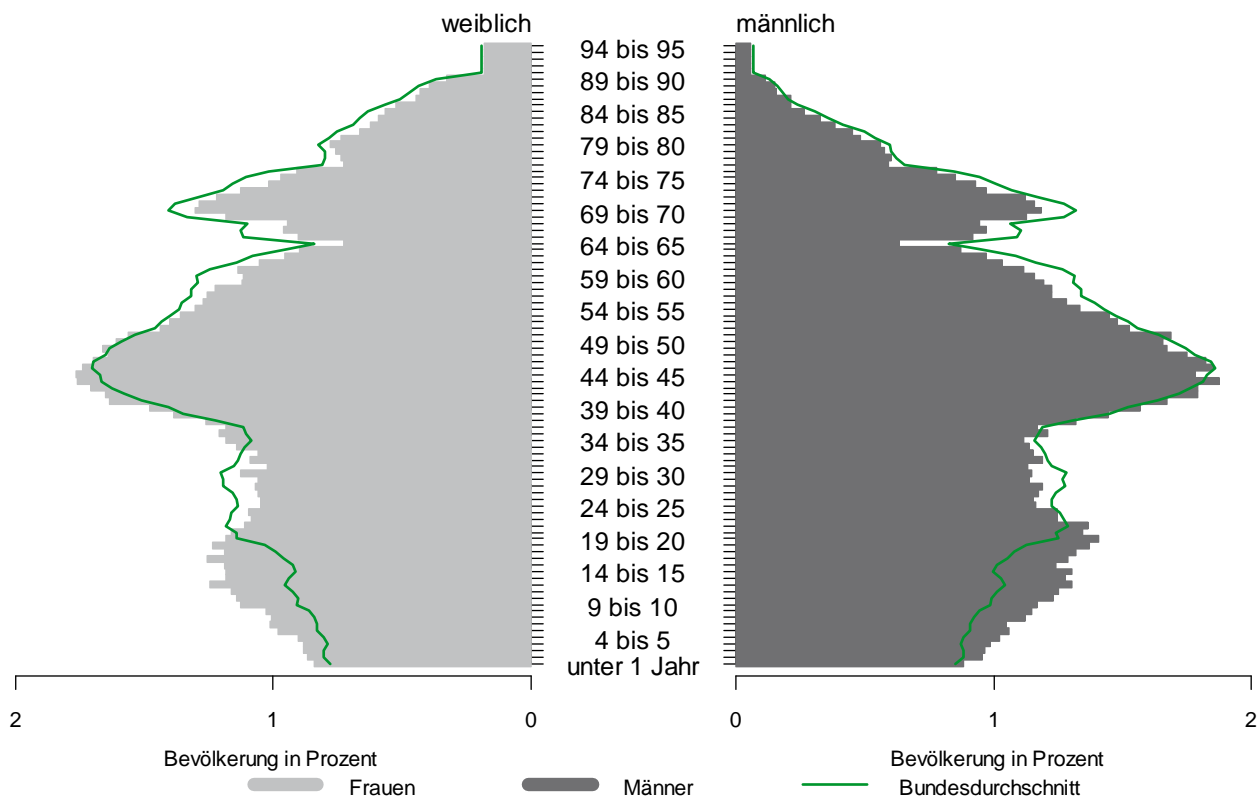 weiblich
männlich
94 bis 95
89 bis 90
84 bis 85
79 bis 80
74 bis 75
69 bis 70
64 bis 65
59 bis 60
54 bis 55
49 bis 50
44 bis 45
39 bis 40
34 bis 35
29 bis 30
24 bis 25
19 bis 20
14 bis 15
9 bis 10
4 bis 5
unter 1 Jahr
2 1 0 0 1 2
Bevölkerung in Prozent Bevölkerung in Prozent
Frauen Männer Bundesdurchschnitt